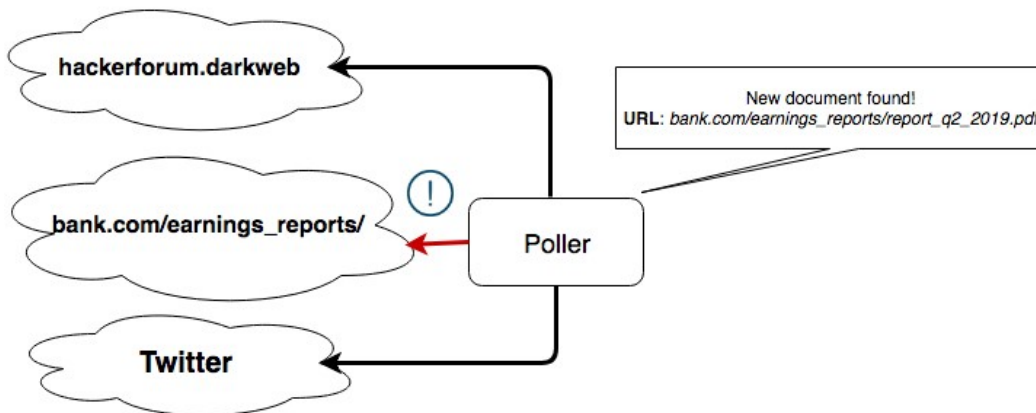 hackerforum.darkweb
New document found!
URL: bank.com/earnings_reports/report_q2_2019.pdf
bank.com/earnings_reports/
!
Poller
Twitter